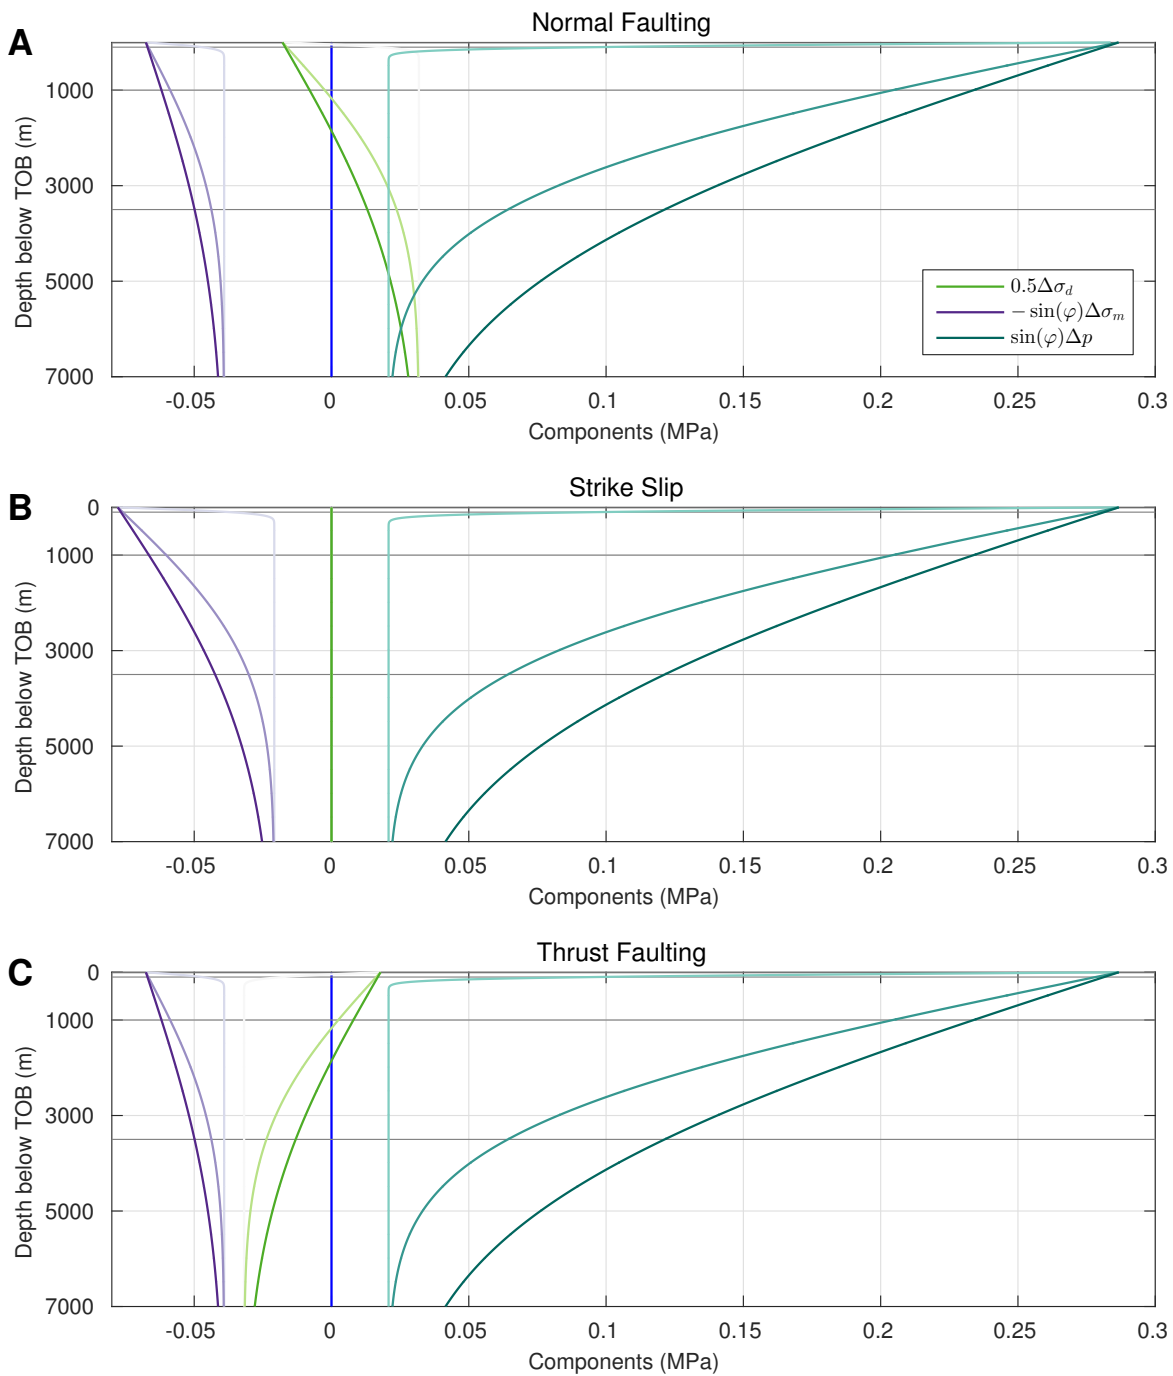 A
Normal Faulting
1000
3000
5000
7000
Depth below TOB (m)
0.5Δσ_d
− sin(φ)Δσ_m
sin(φ)Δp
-0.05 0 0.05 0.1 0.15 0.2 0.25 0.3
Components (MPa)
B
Strike Slip
0
1000
3000
5000
7000
Depth below TOB (m)
-0.05 0 0.05 0.1 0.15 0.2 0.25 0.3
Components (MPa)
C
Thrust Faulting
0
1000
3000
5000
7000
Depth below TOB (m)
-0.05 0 0.05 0.1 0.15 0.2 0.25 0.3
Components (MPa)